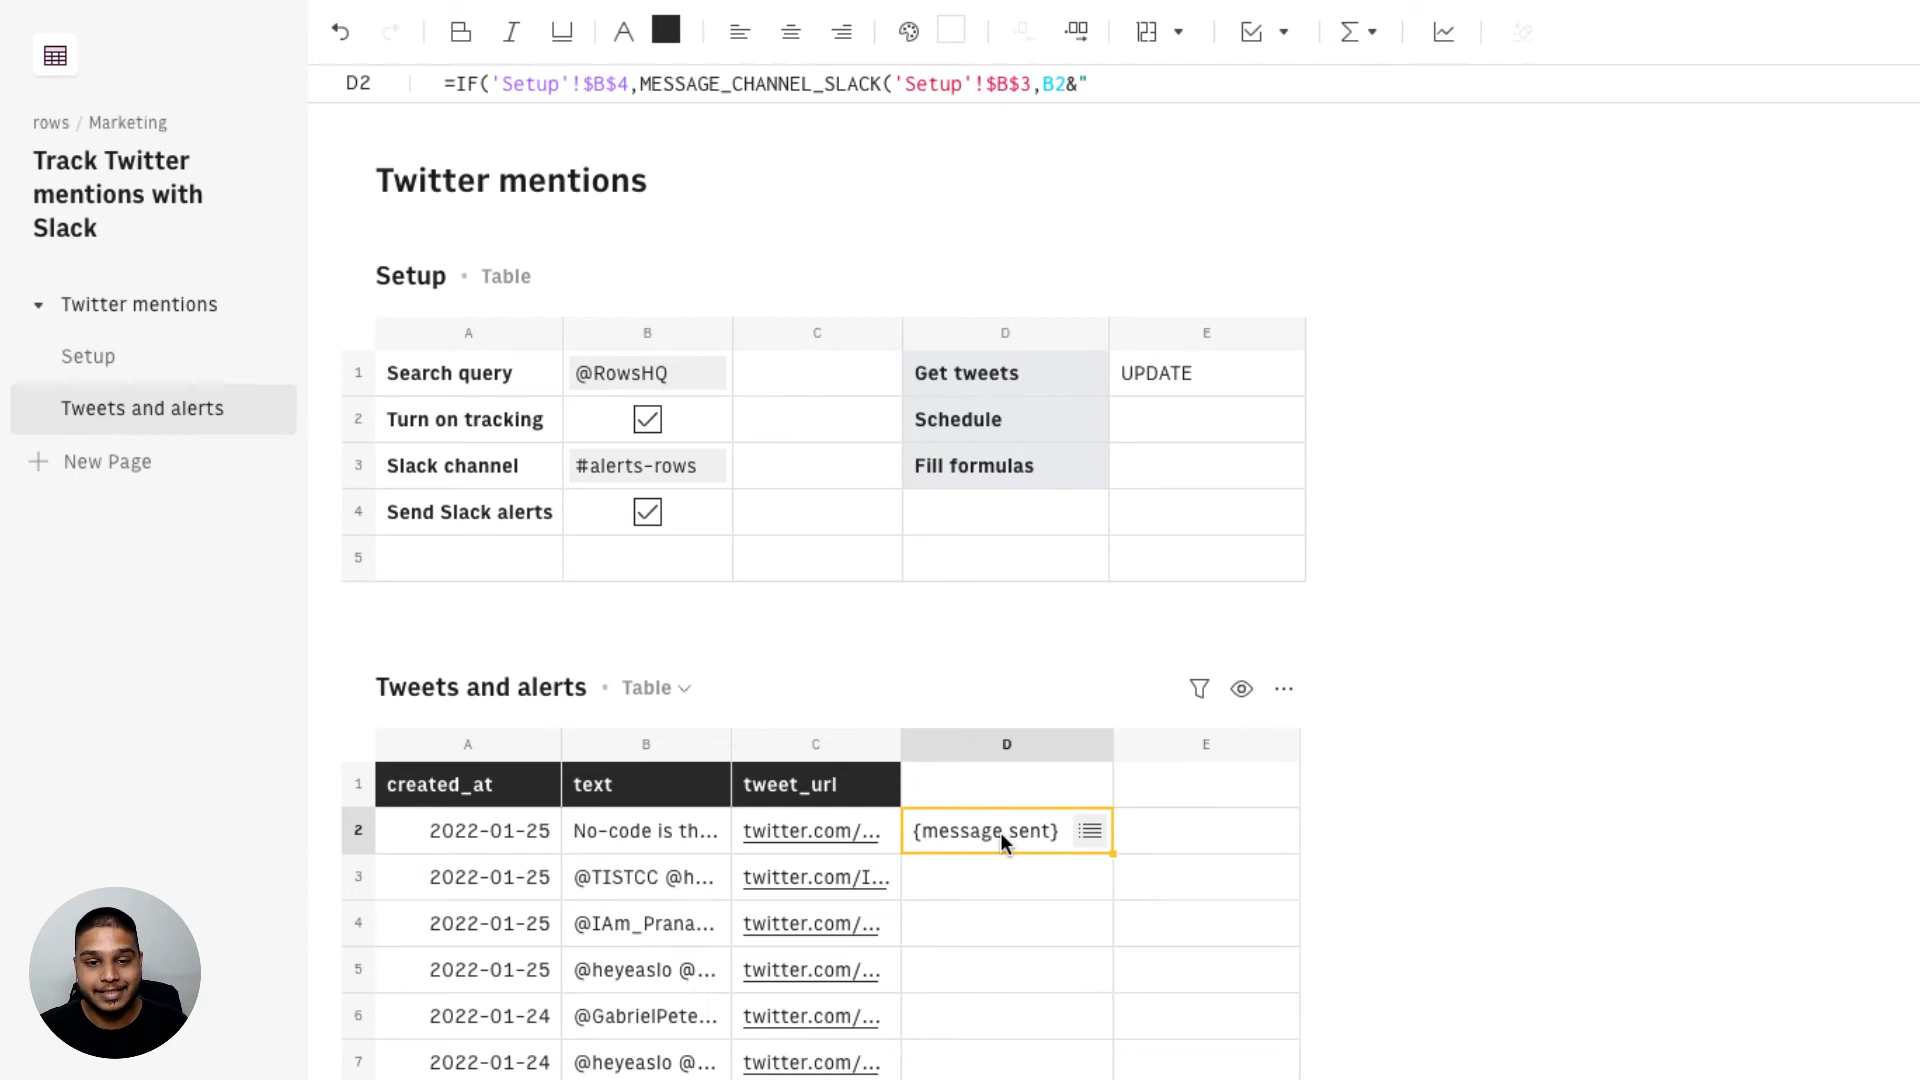 D2 =IF('Setup'!$B$4,MESSAGE_CHANNEL_SLACK('Setup'!$B$3,B2&"
rows / Marketing
Track Twitter
mentions with
Slack
Twitter mentions
Setup
Tweets and alerts
New Page
Twitter mentions
Setup • Table
A B C D E
1 Search query @RowsHQ Get tweets UPDATE
2 Turn on tracking Schedule
3 Slack channel #alerts-rows Fill formulas
4 Send Slack alerts
5
Tweets and alerts • Table
A B C D E
1 created_at text tweet_url
2 2022-01-25 No-code is th... twitter.com/... {message sent}
3 2022-01-25 @TISTCC @h... twitter.com/I...
4 2022-01-25 @IAm_Prana... twitter.com/...
5 2022-01-25 @heyeaslo @... twitter.com/...
6 2022-01-24 @GabrielPete... twitter.com/...
7 2022-01-24 @heyeaslo @... twitter.com/...